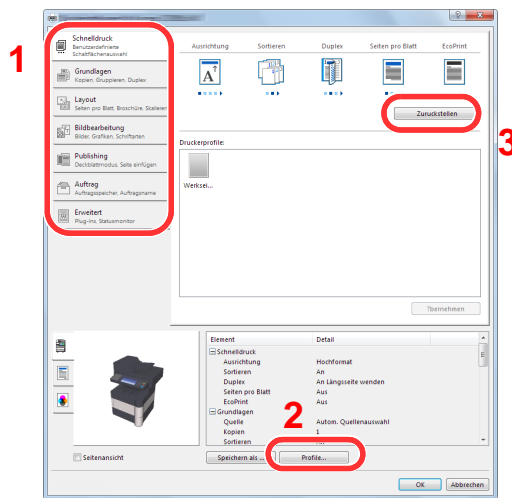 1
Schnelldruck
Benutzerdefinierte
Schaltflächenauswahl
Grundlagen
Kopien, Gruppieren, Duplex
Layout
Seiten pro Blatt, Broschüre, Skalieren
Bildbearbeitung
Bilder, Grafiken, Schriftarten
Publishing
Deckblattmodus, Seite einfügen
Auftrag
Auftragsspeicher, Auftragsname
Erweitert
Plug-ins, Statusmonitor
Ausrichtung Sortieren Duplex Seiten pro Blatt EcoPrint
A
Zuruckstellen
3
Druckerprofile:
Werksei...
Element Detail
Schnelldruck
Ausrichtung Hochformat
Sortieren An
Duplex An Längsseite wenden
Seiten pro Blatt Aus
EcoPrint Aus
Grundlagen
Quelle Autom. Quellenauswahl
Kopien 1
Sortieren
2
Seitenansicht
Speichern als ...
Profile...
OK Abbrechen